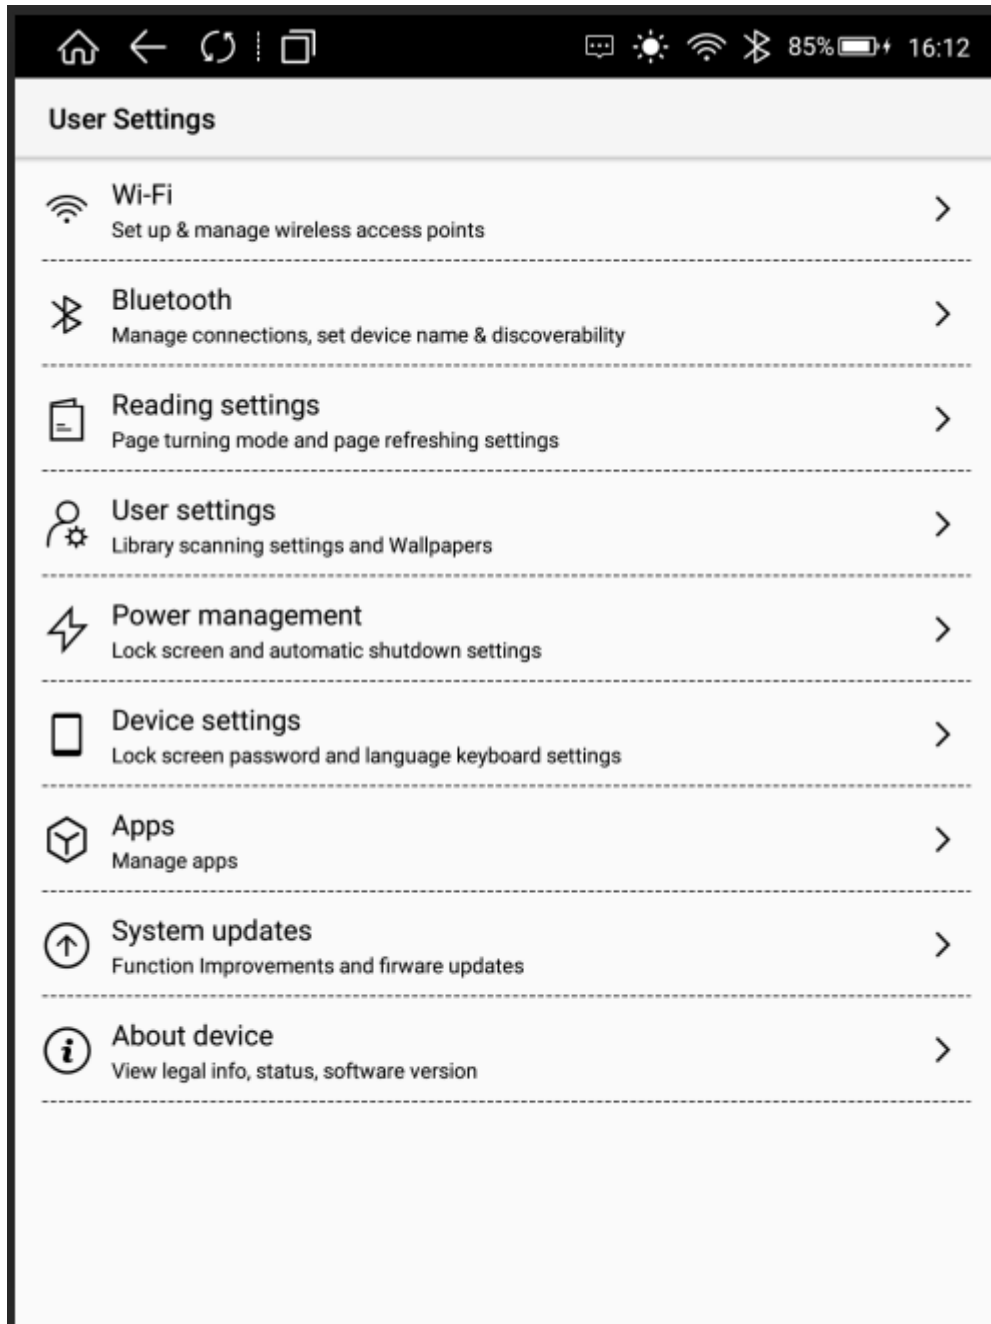 85% 16:12
User Settings
Wi-Fi
Set up & manage wireless access points
Bluetooth
Manage connections, set device name & discoverability
Reading settings
Page turning mode and page refreshing settings
User settings
Library scanning settings and Wallpapers
Power management
Lock screen and automatic shutdown settings
Device settings
Lock screen password and language keyboard settings
Apps
Manage apps
System updates
Function Improvements and firware updates
About device
View legal info, status, software version